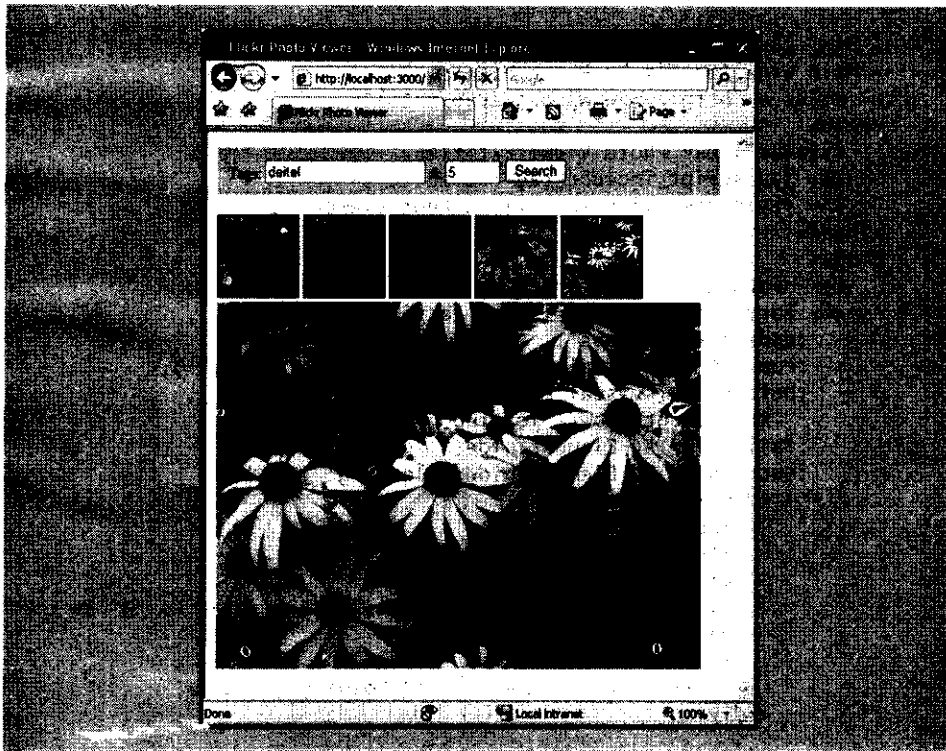 Flickr Photo Viewer - Windows Internet Explorer
http://localhost:3000/ Google
Flickr Photo Viewer Page
Tags: deitel 5 Search
Done Local intranet 100%